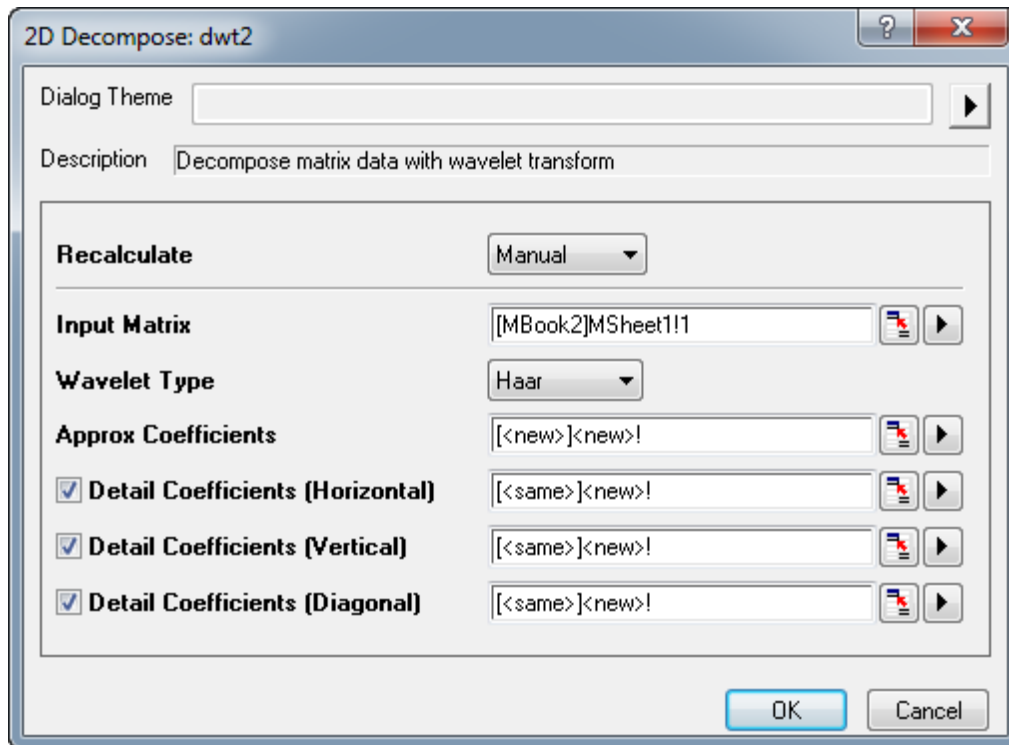 2D Decompose: dwt2
Dialog Theme
Description Decompose matrix data with wavelet transform
Recalculate Manual
Input Matrix [MBook2]MSheet1!1
Wavelet Type Haar
Approx Coefficients [<new>]<new>!
Detail Coefficients (Horizontal) [<same>]<new>!
Detail Coefficients (Vertical) [<same>]<new>!
Detail Coefficients (Diagonal) [<same>]<new>!
OK Cancel